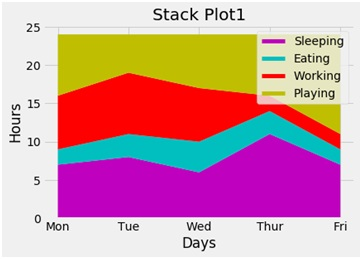 Stack Plot1
25
20
15
10
5
0
Hours
Sleeping
Eating
Working
Playing
Mon Tue Wed Thur Fri
Days